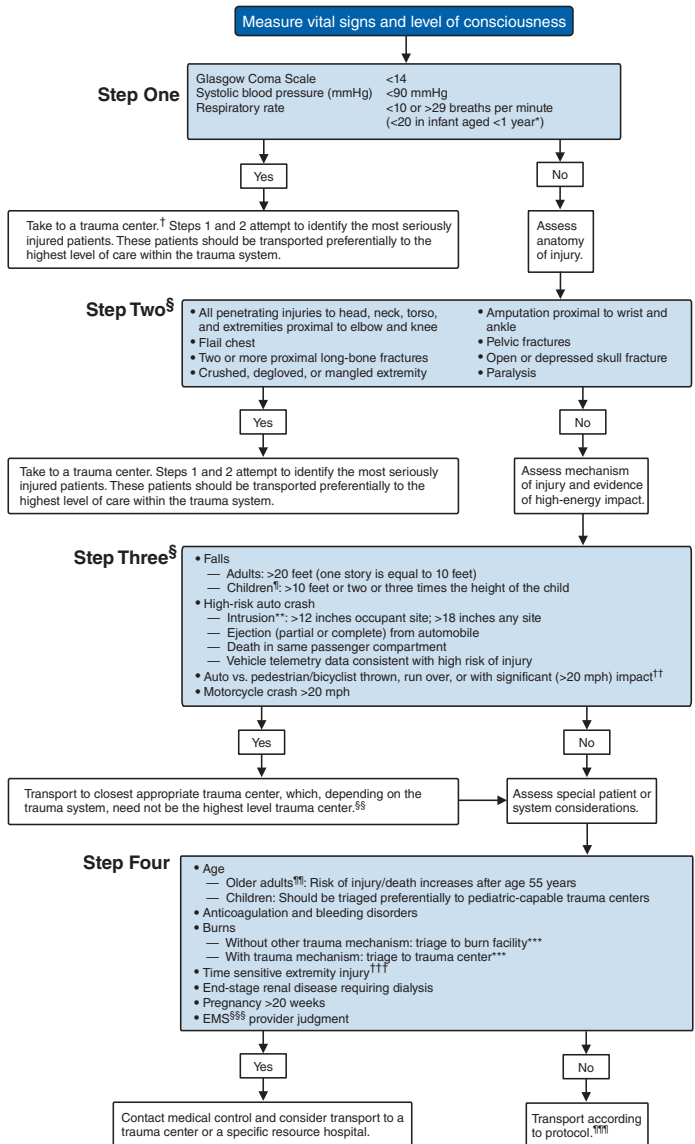 Measure vital signs and level of consciousness
Step One
Glasgow Coma Scale <14
Systolic blood pressure (mmHg) <90 mmHg
Respiratory rate <10 or >29 breaths per minute
(<20 in infant aged <1 year*)
Yes
No
Take to a trauma center.† Steps 1 and 2 attempt to identify the most seriously
injured patients. These patients should be transported preferentially to the
highest level of care within the trauma system.
Assess
anatomy
of injury.
Step Two§
• All penetrating injuries to head, neck, torso,
and extremities proximal to elbow and knee
• Flail chest
• Two or more proximal long-bone fractures
• Crushed, degloved, or mangled extremity
• Amputation proximal to wrist and
ankle
• Pelvic fractures
• Open or depressed skull fracture
• Paralysis
Yes
No
Take to a trauma center. Steps 1 and 2 attempt to identify the most seriously
injured patients. These patients should be transported preferentially to the
highest level of care within the trauma system.
Assess mechanism
of injury and evidence
of high-energy impact.
Step Three§
• Falls
— Adults: >20 feet (one story is equal to 10 feet)
— Children¶: >10 feet or two or three times the height of the child
• High-risk auto crash
— Intrusion**: >12 inches occupant site; >18 inches any site
— Ejection (partial or complete) from automobile
— Death in same passenger compartment
— Vehicle telemetry data consistent with high risk of injury
• Auto vs. pedestrian/bicyclist thrown, run over, or with significant (>20 mph) impact††
• Motorcycle crash >20 mph
Yes
No
Transport to closest appropriate trauma center, which, depending on the
trauma system, need not be the highest level trauma center.§§
Assess special patient or
system considerations.
Step Four
• Age
— Older adults¶¶: Risk of injury/death increases after age 55 years
— Children: Should be triaged preferentially to pediatric-capable trauma centers
• Anticoagulation and bleeding disorders
• Burns
— Without other trauma mechanism: triage to burn facility***
— With trauma mechanism: triage to trauma center***
• Time sensitive extremity injury†††
• End-stage renal disease requiring dialysis
• Pregnancy >20 weeks
• EMS§§§ provider judgment
Yes
No
Contact medical control and consider transport to a
trauma center or a specific resource hospital.
Transport according
to protocol.¶¶¶